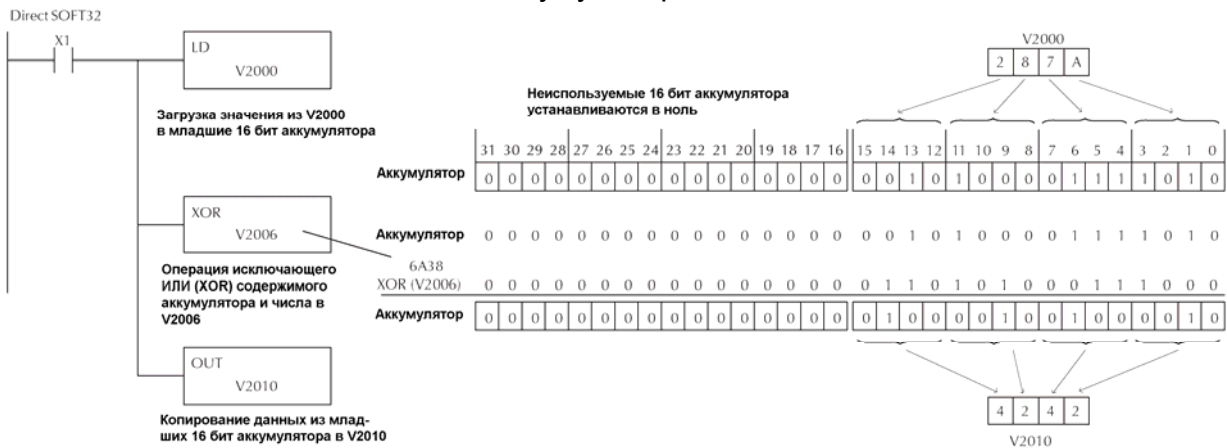 Direct SOFT32
X1
LD
V2000
Загрузка значения из V2000
в младшие 16 бит аккумулятора
XOR
V2006
Операция исключающего
ИЛИ (XOR) содержимого
аккумулятора и числа в
V2006
OUT
V2010
Копирование данных из млад-
ших 16 бит аккумулятора в V2010
V2000
2 8 7 A
Неиспользуемые 16 бит аккумулятора
устанавливаются в ноль
31 30 29 28 27 26 25 24 23 22 21 20 19 18 17 16 15 14 13 12 11 10 9 8 7 6 5 4 3 2 1 0
Аккумулятор 0 0 0 0 0 0 0 0 0 0 0 0 0 0 0 0 0 0 1 0 1 0 0 0 0 1 1 1 1 0 1 0
Аккумулятор 0 0 0 0 0 0 0 0 0 0 0 0 0 0 0 0 0 0 1 0 1 0 0 0 0 1 1 1 1 0 1 0
6A38
XOR (V2006) 0 0 0 0 0 0 0 0 0 0 0 0 0 0 0 0 0 1 1 0 1 0 1 0 0 0 1 1 1 0 0 0
Аккумулятор 0 0 0 0 0 0 0 0 0 0 0 0 0 0 0 0 0 1 0 0 0 0 1 0 0 1 0 0 0 0 1 0
4 2 4 2
V2010